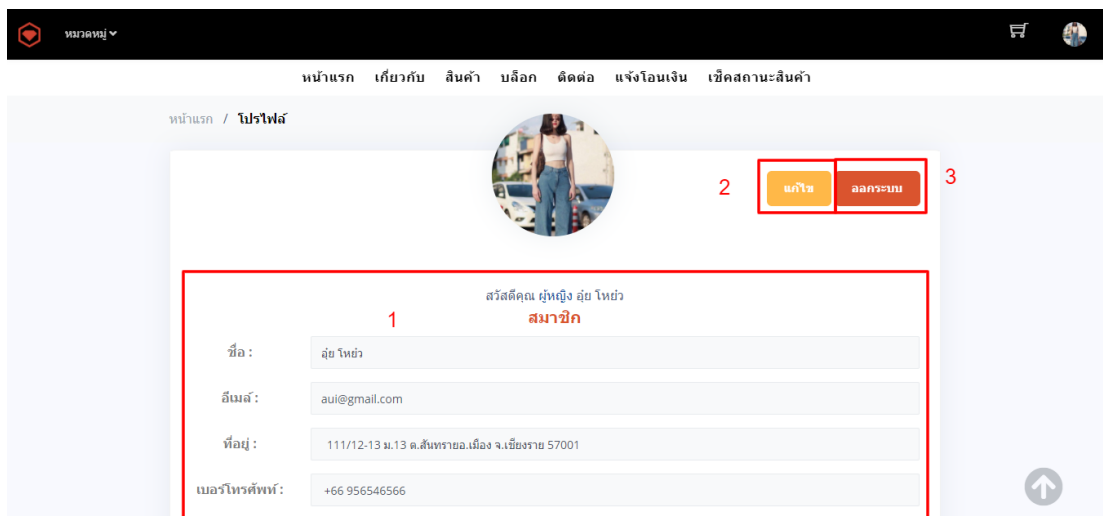 หมวดหมู่
หน้าแรก เกี่ยวกับ สินค้า บล็อก ติดต่อ แจ้งโอนเงิน เช็คสถานะสินค้า
หน้าแรก / โปรไฟล์
2 แก้ไข ออกระบบ 3
สวัสดีคุณ ผู้หญิง อุ๋ย โหย่ว
1 สมาชิก
ชื่อ : อุ๋ย โหย่ว
อีเมล์ : aui@gmail.com
ที่อยู่ : 111/12-13 ม.13 ต.สันทรายอ.เมือง จ.เชียงราย 57001
เบอร์โทรศัพท์ : +66 956546566